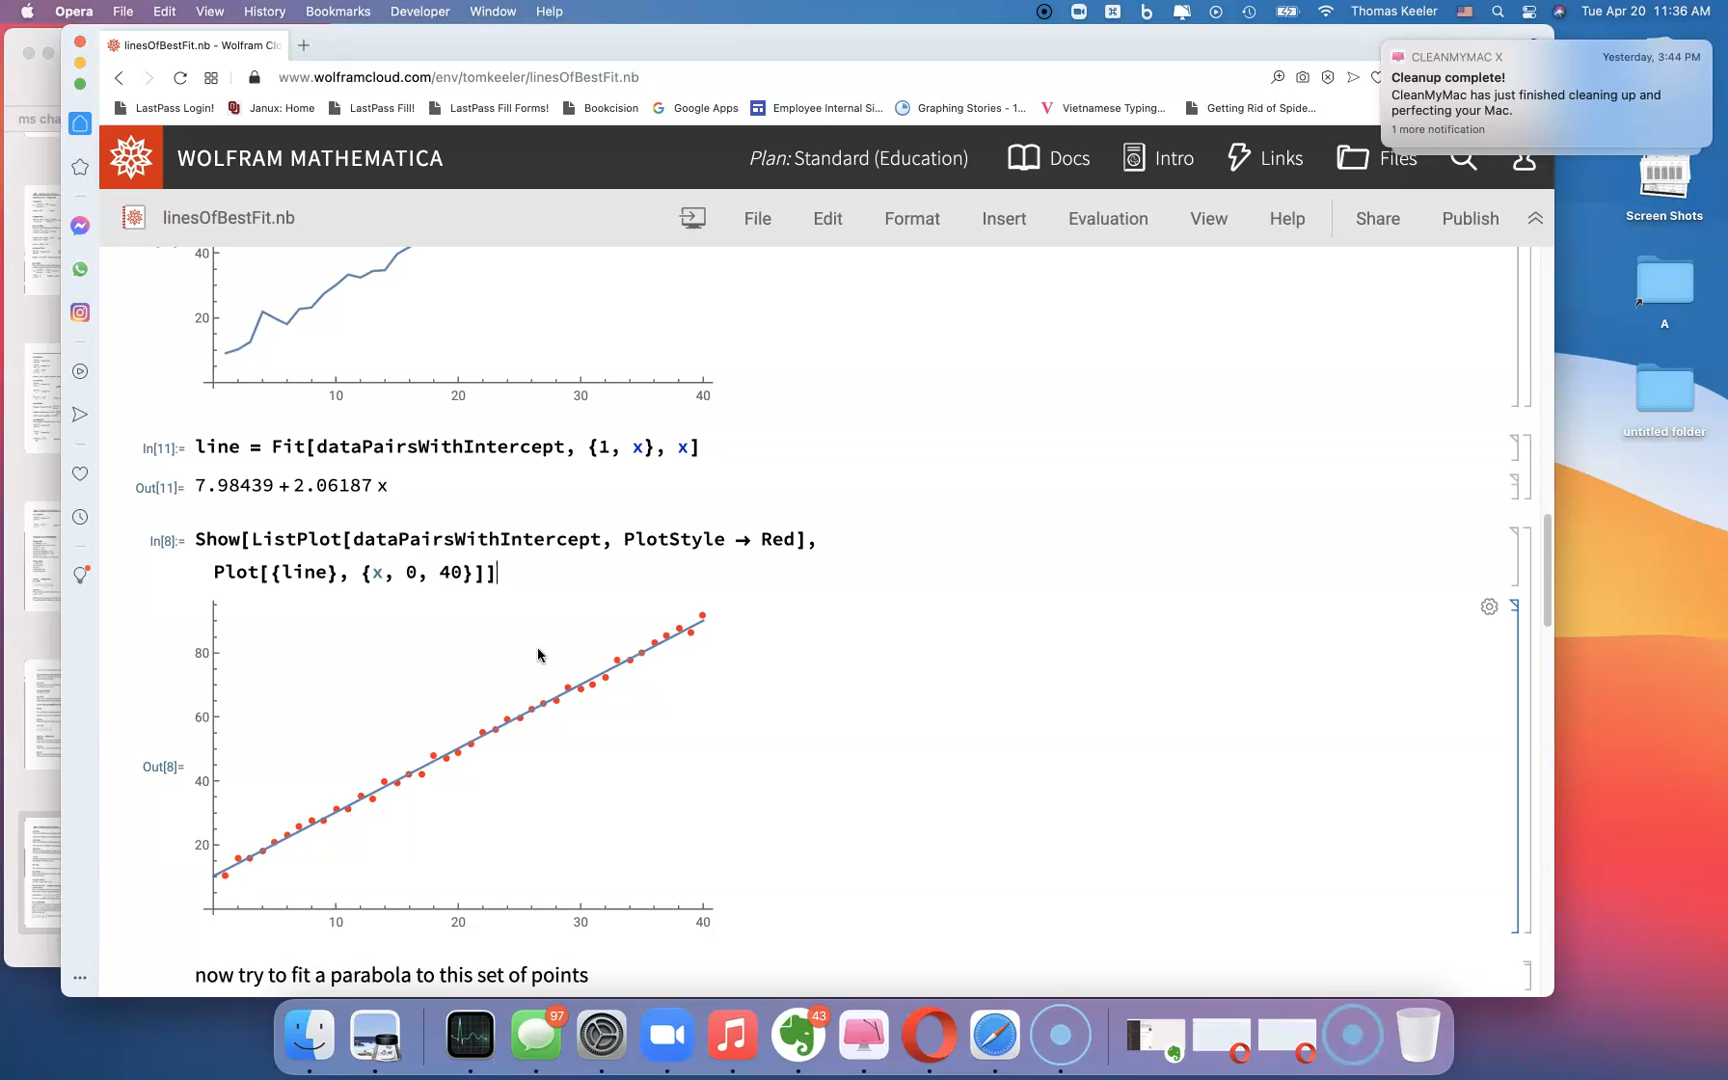 Opera File Edit View History Bookmarks Developer Window Help Thomas Keeler Tue Apr 20 11:36 AM
ms cha
linesOfBestFit.nb - Wolfram Clo
www.wolframcloud.com/env/tomkeeler/linesOfBestFit.nb
LastPass Login! Janux: Home LastPass Fill! LastPass Fill Forms! Bookcision Google Apps Employee Internal Si... Graphing Stories - 1... Vietnamese Typing... Getting Rid of Spide...
CLEANMYMAC X Yesterday, 3:44 PM
Cleanup complete!
CleanMyMac has just finished cleaning up and
perfecting your Mac.
1 more notification
WOLFRAM MATHEMATICA Plan: Standard (Education) Docs Intro Links Files
linesOfBestFit.nb File Edit Format Insert Evaluation View Help Share Publish
Screen Shots
A
untitled folder
40
20
10 20 30 40
In[11]:= line = Fit[dataPairsWithIntercept, {1, x}, x]
Out[11]= 7.98439 + 2.06187 x
In[8]:= Show[ListPlot[dataPairsWithIntercept, PlotStyle → Red],
Plot[{line}, {x, 0, 40}]]
80
60
Out[8]=
40
20
10 20 30 40
now try to fit a parabola to this set of points
97
43